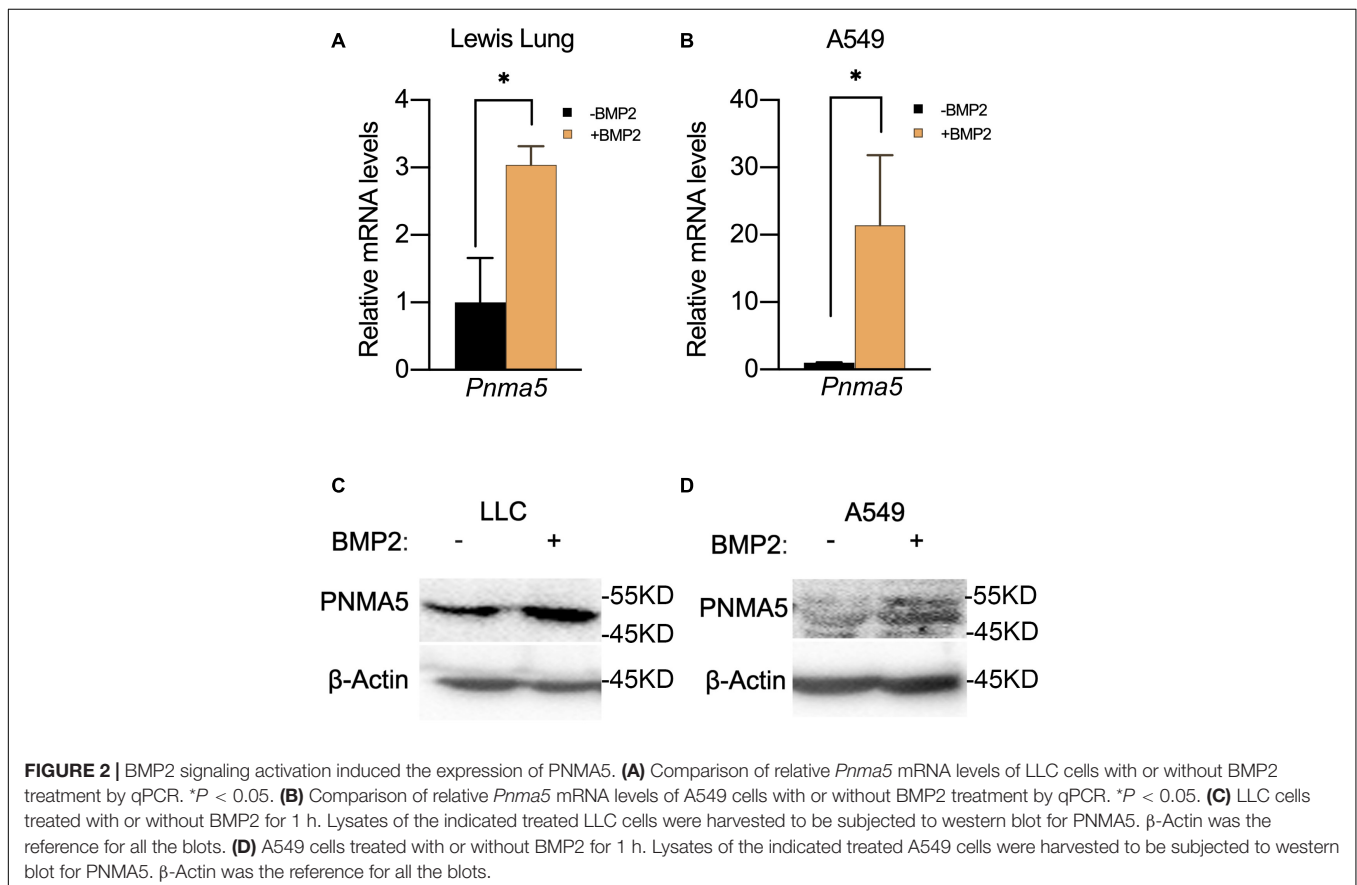 A
Lewis Lung
*
Relative mRNA levels
4
3
2
1
0
-BMP2
+BMP2
Pnma5
B
A549
*
Relative mRNA levels
40
30
20
10
0
-BMP2
+BMP2
Pnma5
C
LLC
BMP2: - +
PNMA5
-55KD
-45KD
β-Actin
-45KD
D
A549
BMP2: - +
PNMA5
-55KD
-45KD
β-Actin
-45KD
FIGURE 2 | BMP2 signaling activation induced the expression of PNMA5. (A) Comparison of relative Pnma5 mRNA levels of LLC cells with or without BMP2
treatment by qPCR. *P < 0.05. (B) Comparison of relative Pnma5 mRNA levels of A549 cells with or without BMP2 treatment by qPCR. *P < 0.05. (C) LLC cells
treated with or without BMP2 for 1 h. Lysates of the indicated treated LLC cells were harvested to be subjected to western blot for PNMA5. β-Actin was the
reference for all the blots. (D) A549 cells treated with or without BMP2 for 1 h. Lysates of the indicated treated A549 cells were harvested to be subjected to western
blot for PNMA5. β-Actin was the reference for all the blots.